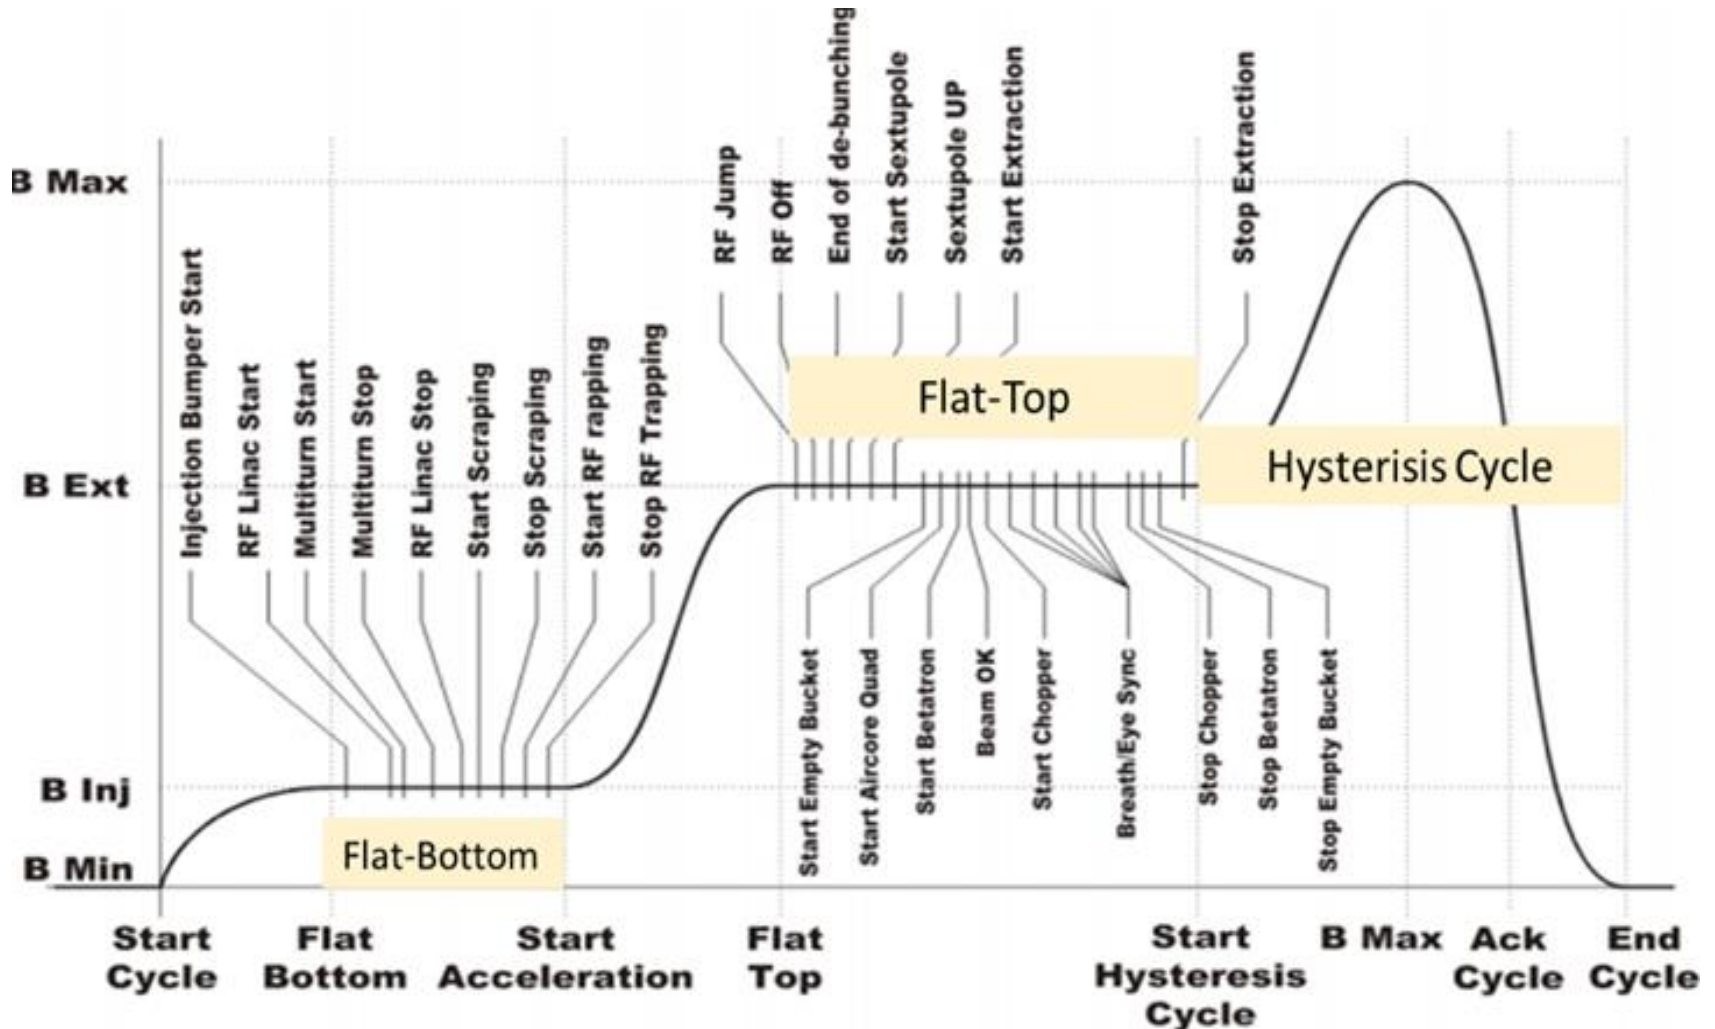 B Max
B Ext
B Inj
B Min
Injection Bumper Start
RF Linac Start
Multiturn Start
Multiturn Stop
RF Linac Stop
Start Scraping
Stop Scraping
Start RF rapping
Stop RF Trapping
RF Jump
RF Off
End of de-bunching
Start Sextupole
Sextupole UP
Start Extraction
Stop Extraction
Flat-Top
Hysterisis Cycle
Flat-Bottom
Start Empty Bucket
Start Aircore Quad
Start Betatron
Beam OK
Start Chopper
Breath/Eye Sync
Stop Chopper
Stop Betatron
Stop Empty Bucket
Start
Cycle
Flat
Bottom
Start
Acceleration
Flat
Top
Start
Hysteresis
Cycle
B Max
Ack
Cycle
End
Cycle